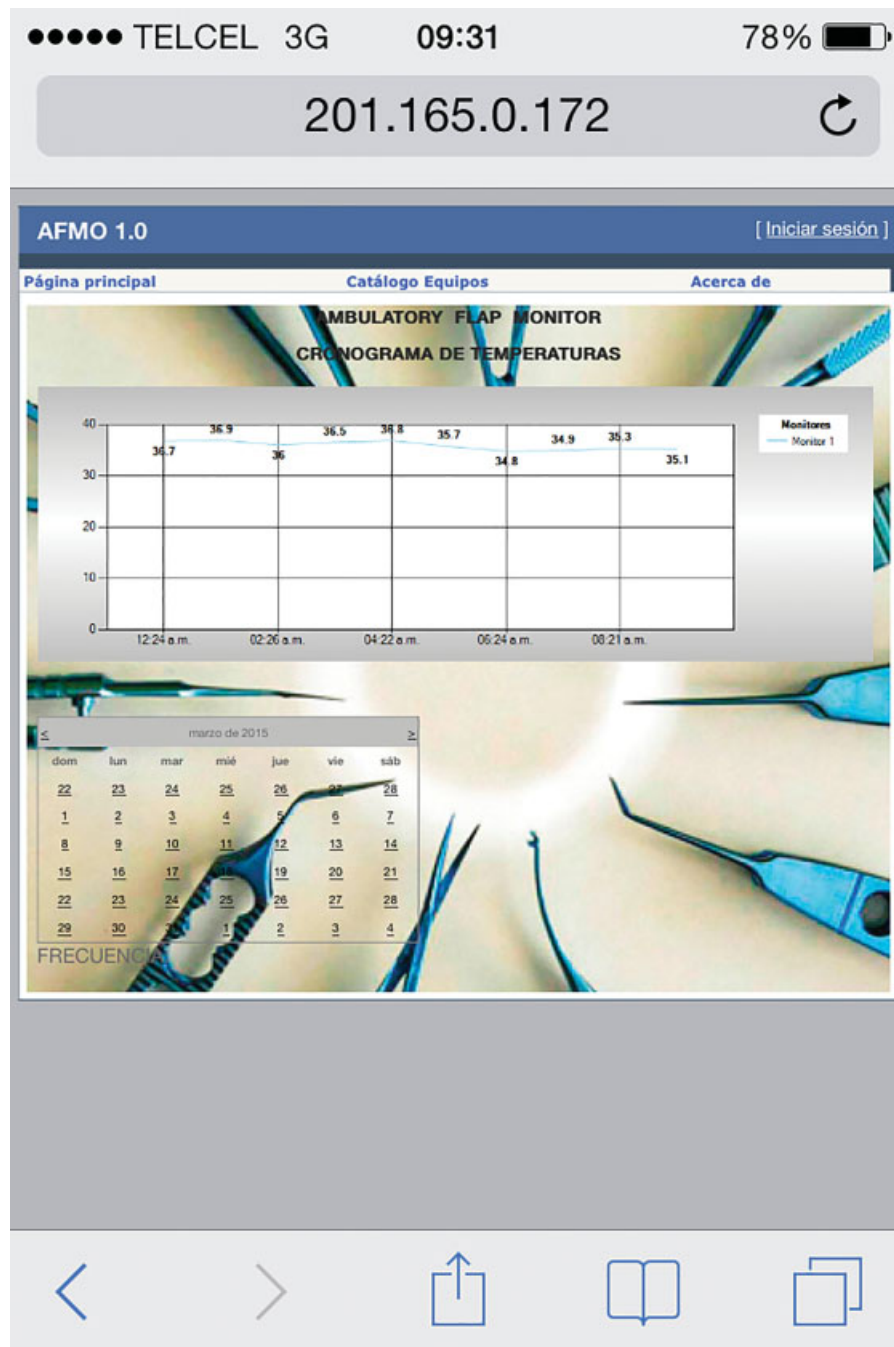 TELCEL 3G 09:31 78%
201.165.0.172
AFMO 1.0 [ Iniciar sesión ]
Página principal Catálogo Equipos Acerca de
AMBULATORY FLAP MONITOR
CRONOGRAMA DE TEMPERATURAS
40
30
20
10
0
36.7 36.9 36 36.5 36.8 35.7 34.8 34.9 35.3 35.1
12:24 a.m. 02:26 a.m. 04:22 a.m. 06:24 a.m. 08:21 a.m.
Monitores
Monitor 1
< marzo de 2015 >
dom lun mar mié jue vie sáb
22 23 24 25 26 27 28
1 2 3 4 5 6 7
8 9 10 11 12 13 14
15 16 17 18 19 20 21
22 23 24 25 26 27 28
29 30 31 1 2 3 4
FRECUENCIA